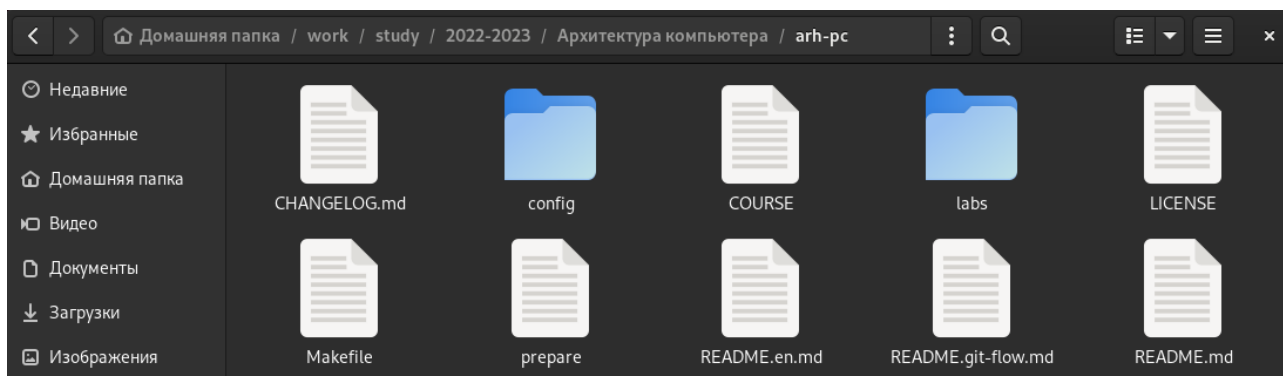 Домашняя папка / work / study / 2022-2023 / Архитектура компьютера / arh-pc
Недавние
Избранные
Домашняя папка
Видео
Документы
Загрузки
Изображения
CHANGELOG.md config COURSE labs LICENSE
Makefile prepare README.en.md README.git-flow.md README.md